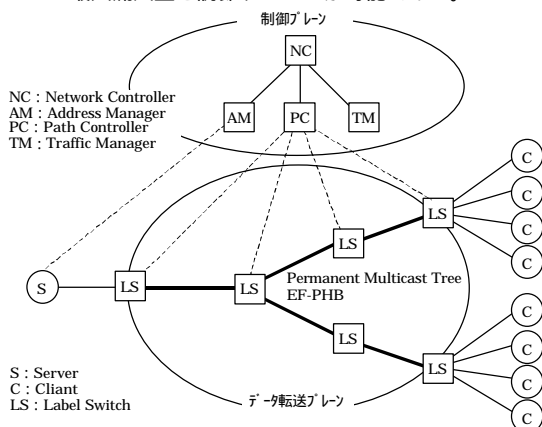 制御プレーン
NC
NC : Network Controller
AM : Address Manager
PC : Path Controller
TM : Traffic Manager
AM
PC
TM
C
C
C
C
LS
LS
S
LS
LS
Permanent Multicast Tree
EF-PHB
LS
LS
C
C
C
C
S : Server
C : Client
LS : Label Switch
データ転送プレーン